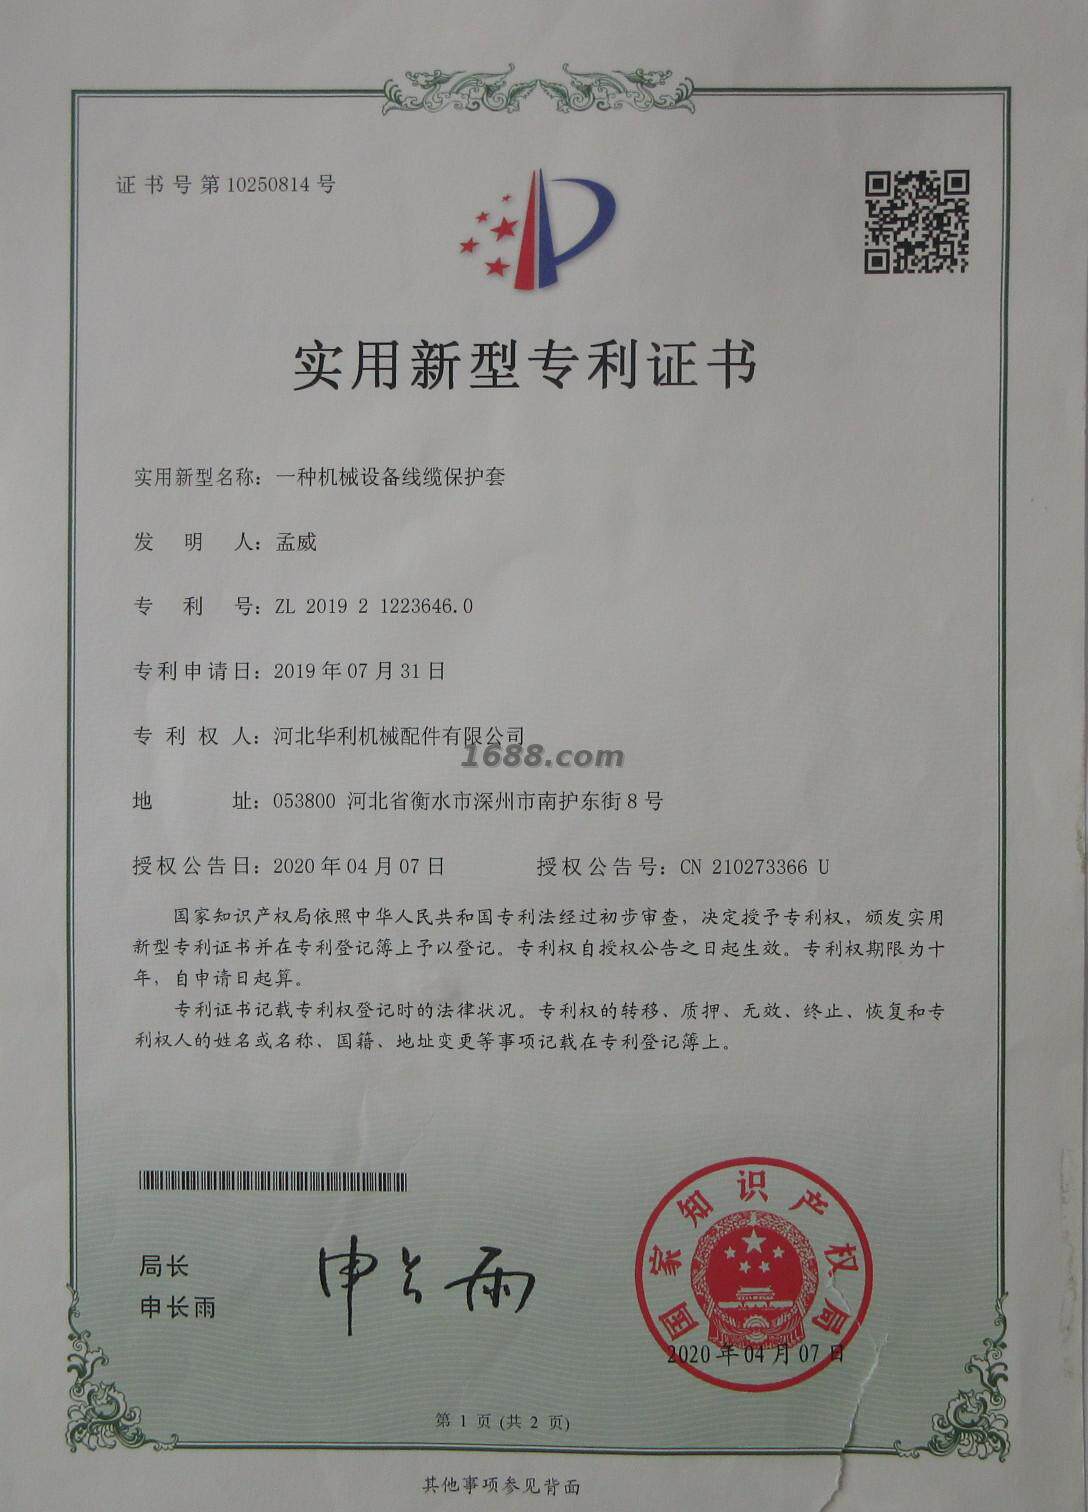 证书号第10250814号
实用新型专利证书
实用新型名称：一种机械设备线缆保护套
发明人：孟威
专利号：ZL 2019 2 1223646.0
专利申请日：2019年07月31日
专利权人：河北华利机械配件有限公司
1688.com
地址：053800 河北省衡水市深州市南护东街8号
授权公告日：2020年04月07日 授权公告号：CN 210273366 U
国家知识产权局依照中华人民共和国专利法经过初步审查，决定授予专利权，颁发实用
新型专利证书并在专利登记簿上予以登记。专利权自授权公告之日起生效。专利权期限为十
年，自申请日起算。
专利证书记载专利权登记时的法律状况。专利权的转移、质押、无效、终止、恢复和专
利权人的姓名或名称、国籍、地址变更等事项记载在专利登记簿上。
局长
申长雨
申长雨
国家知识产权局
2020年04月07日
第1页(共2页)
其他事项参见背面